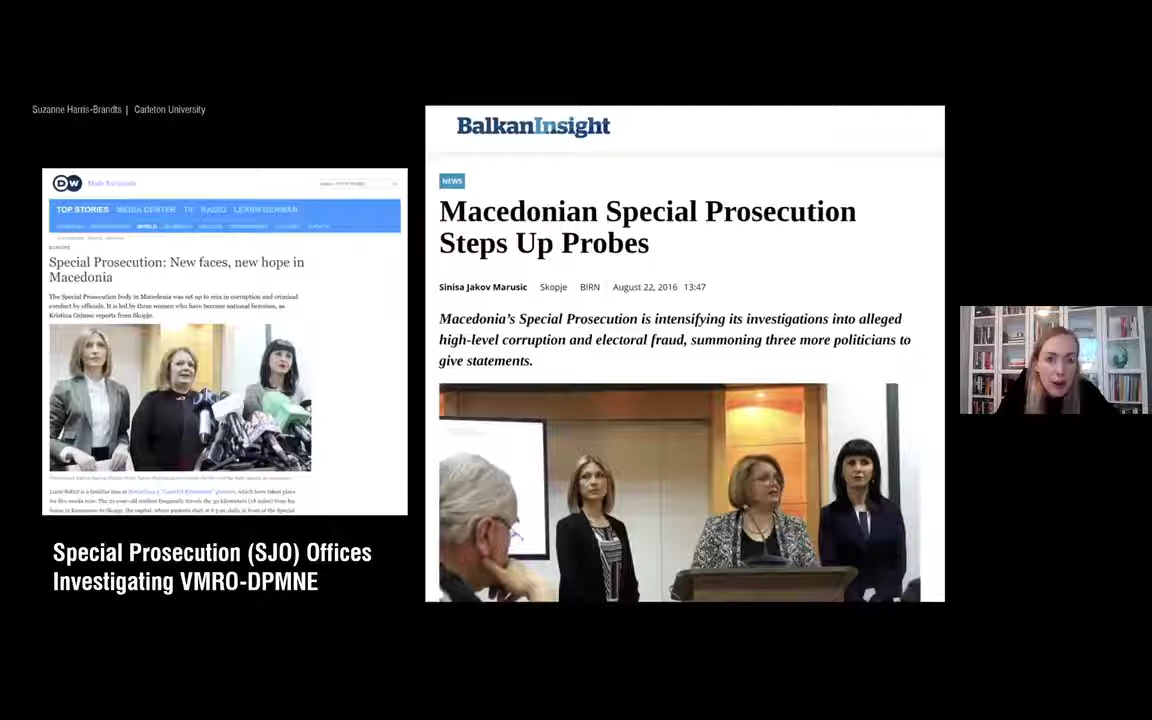 Suzanne Harris-Brandts | Carleton University
DW
TOP STORIES MEDIA CENTER TV RADIO LEARN GERMAN
WORLD
EUROPE
Special Prosecution: New faces, new hope in
Macedonia
The Special Prosecution body in Macedonia was set up to rein in corruption and criminal
conduct by officials. It is led by three women who have become national heroines, as
reports from Skopje.
Special Prosecution (SJO) Offices
Investigating VMRO-DPMNE
BalkanInsight
NEWS
Macedonian Special Prosecution
Steps Up Probes
Sinisa Jakov Marusic Skopje BIRN August 22, 2016 13:47
Macedonia's Special Prosecution is intensifying its investigations into alleged
high-level corruption and electoral fraud, summoning three more politicians to
give statements.